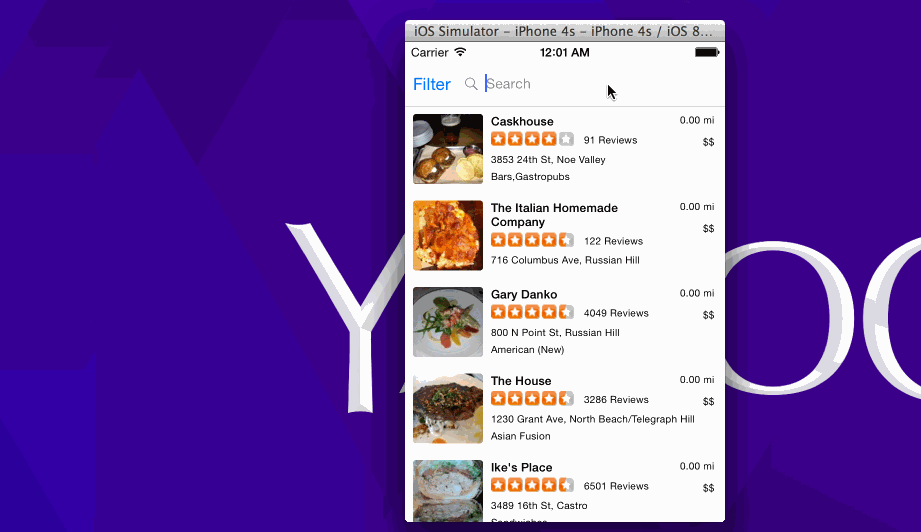 iOS Simulator – iPhone 4s – iPhone 4s / iOS 8...
Carrier 12:01 AM
Filter Search
Caskhouse 0.00 mi
91 Reviews $$
3853 24th St, Noe Valley
Bars,Gastropubs
The Italian Homemade 0.00 mi
Company $$
122 Reviews
716 Columbus Ave, Russian Hill
Gary Danko 0.00 mi
4049 Reviews $$
800 N Point St, Russian Hill
American (New)
The House 0.00 mi
3286 Reviews $$
1230 Grant Ave, North Beach/Telegraph Hill
Asian Fusion
Ike's Place 0.00 mi
6501 Reviews $$
3489 16th St, Castro
Sandwiches